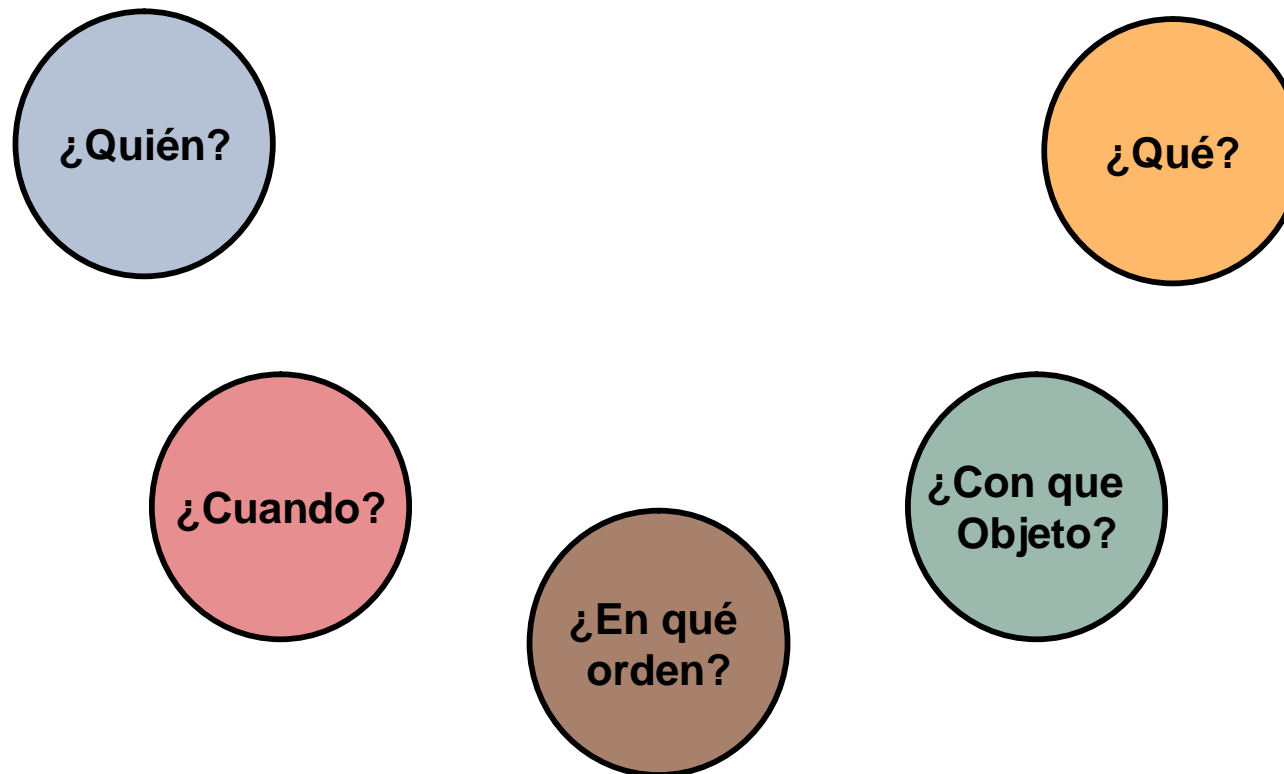 ¿Quién?
¿Qué?
¿Cuando?
¿Con que
Objeto?
¿En qué
orden?